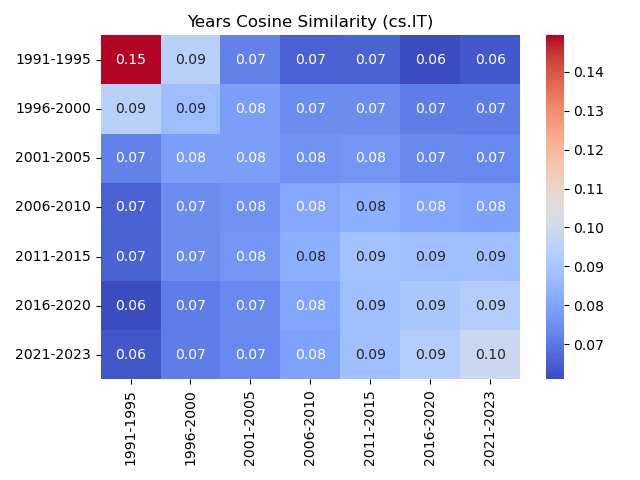 Years Cosine Similarity (cs.IT)
1991-1995 0.15 0.09 0.07 0.07 0.07 0.06 0.06
1996-2000 0.09 0.09 0.08 0.07 0.07 0.07 0.07
2001-2005 0.07 0.08 0.08 0.08 0.08 0.07 0.07
2006-2010 0.07 0.07 0.08 0.08 0.08 0.08 0.08
2011-2015 0.07 0.07 0.08 0.08 0.09 0.09 0.09
2016-2020 0.06 0.07 0.07 0.08 0.09 0.09 0.09
2021-2023 0.06 0.07 0.07 0.08 0.09 0.09 0.10
1991-1995 1996-2000 2001-2005 2006-2010 2011-2015 2016-2020 2021-2023
0.14
0.13
0.12
0.11
0.10
0.09
0.08
0.07